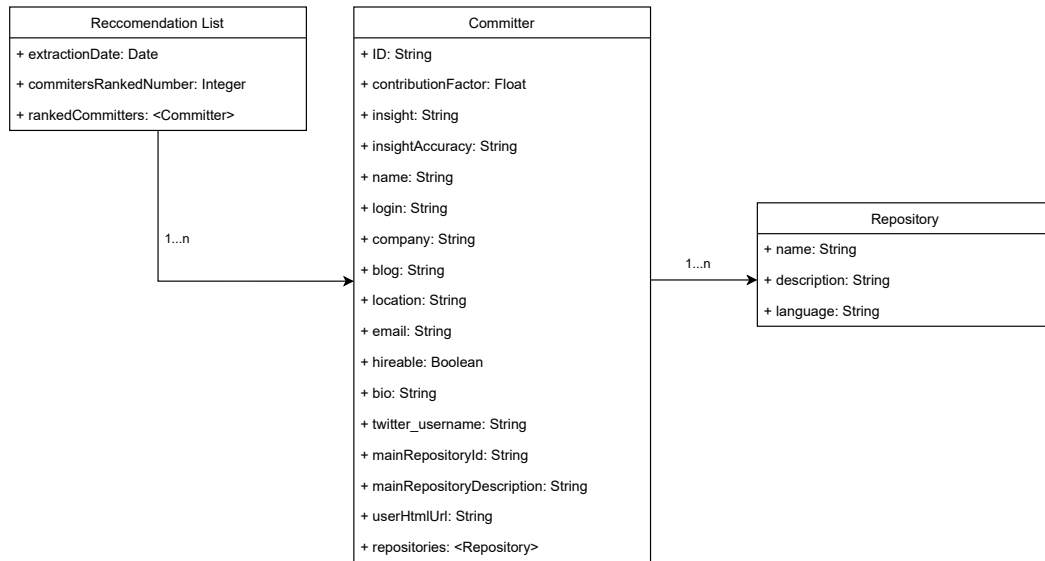 Reccomendation List
+ extractionDate: Date
+ commitersRankedNumber: Integer
+ rankedCommitters: <Committer>
1...n
Committer
+ ID: String
+ contributionFactor: Float
+ insight: String
+ insightAccuracy: String
+ name: String
+ login: String
+ company: String
+ blog: String
+ location: String
+ email: String
+ hireable: Boolean
+ bio: String
+ twitter_username: String
+ mainRepositoryId: String
+ mainRepositoryDescription: String
+ userHtmlUrl: String
+ repositories: <Repository>
1...n
Repository
+ name: String
+ description: String
+ language: String